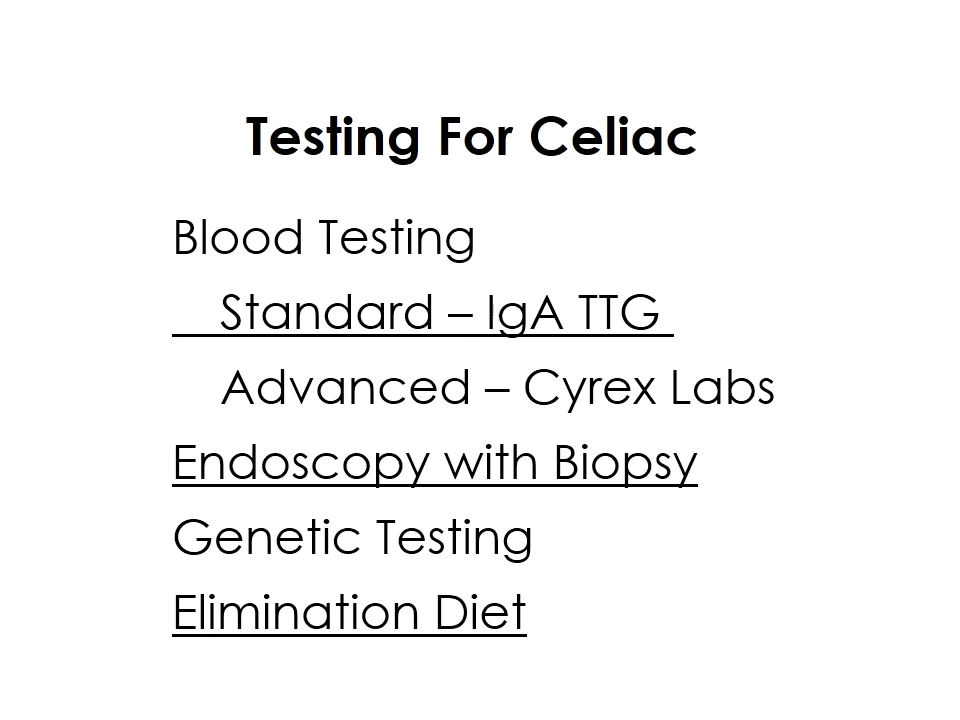 Testing For Celiac
Blood Testing
Standard – IgA TTG
Advanced – Cyrex Labs
Endoscopy with Biopsy
Genetic Testing
Elimination Diet